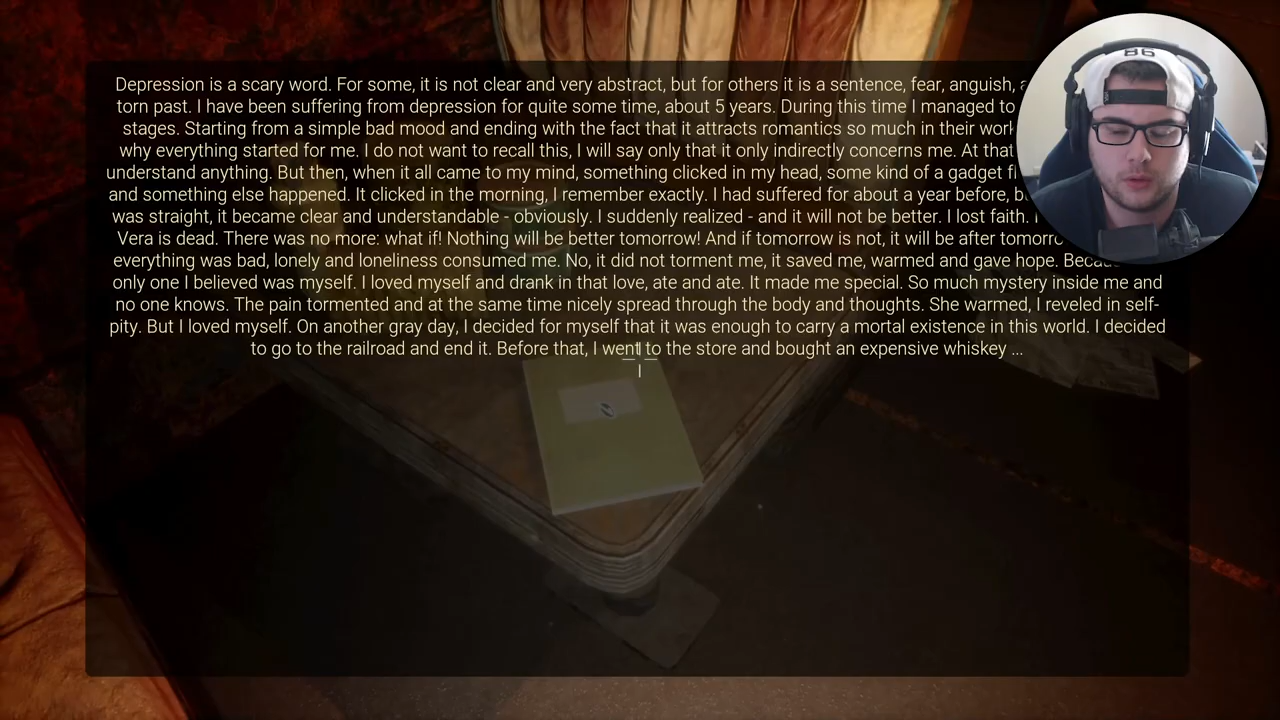 Depression is a scary word. For some, it is not clear and very abstract, but for others it is a sentence, fear, anguish,
torn past. I have been suffering from depression for quite some time, about 5 years. During this time I managed to
stages. Starting from a simple bad mood and ending with the fact that it attracts romantics so much in their
why everything started for me. I do not want to recall this, I will say only that it only indirectly concerns me. At that
understand anything. But then, when it all came to my mind, something clicked in my head, some kind of a gadget
and something else happened. It clicked in the morning, I remember exactly. I had suffered for about a year before,
was straight, it became clear and understandable - obviously. I suddenly realized - and it will not be better. I lost faith.
Vera is dead. There was no more: what if! Nothing will be better tomorrow! And if tomorrow is not, it will be after
everything was bad, lonely and loneliness consumed me. No, it did not torment me, it saved me, warmed and gave hope.
only one I believed was myself. I loved myself and drank in that love, ate and ate. It made me special. So much mystery inside me and
no one knows. The pain tormented and at the same time nicely spread through the body and thoughts. She warmed, I reveled in self-
pity. But I loved myself. On another gray day, I decided for myself that it was enough to carry a mortal existence in this world. I decided
to go to the railroad and end it. Before that, I went to the store and bought an expensive whiskey ...